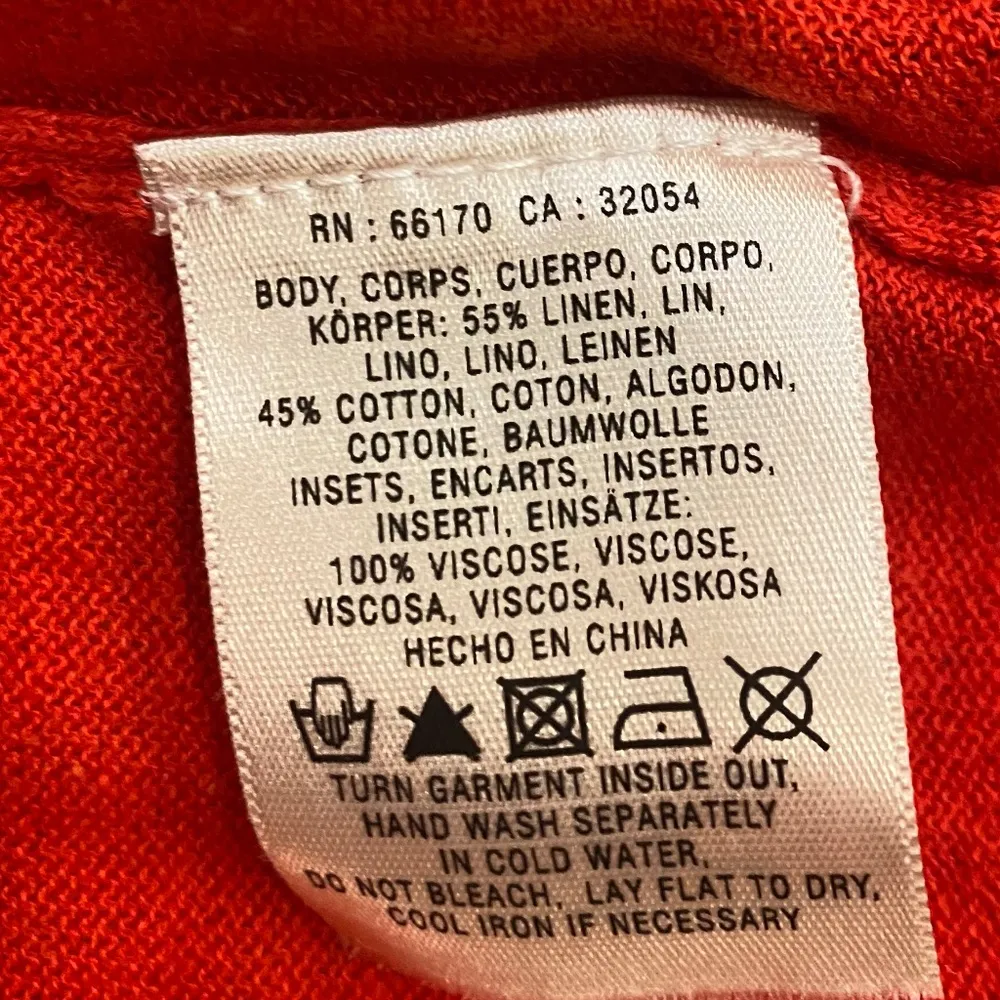 RN : 66170 CA : 32054
BODY, CORPS, CUERPO, CORPO,
KÖRPER: 55% LINEN, LIN,
LINO, LINO, LEINEN
45% COTTON, COTON, ALGODON,
COTONE, BAUMWOLLE
INSETS, ENCARTS, INSERTOS,
INSERTI, EINSÄTZE:
100% VISCOSE, VISCOSE,
VISCOSA, VISCOSA, VISKOSA
HECHO EN CHINA
TURN GARMENT INSIDE OUT,
HAND WASH SEPARATELY
IN COLD WATER.
DO NOT BLEACH. LAY FLAT TO DRY,
COOL IRON IF NECESSARY